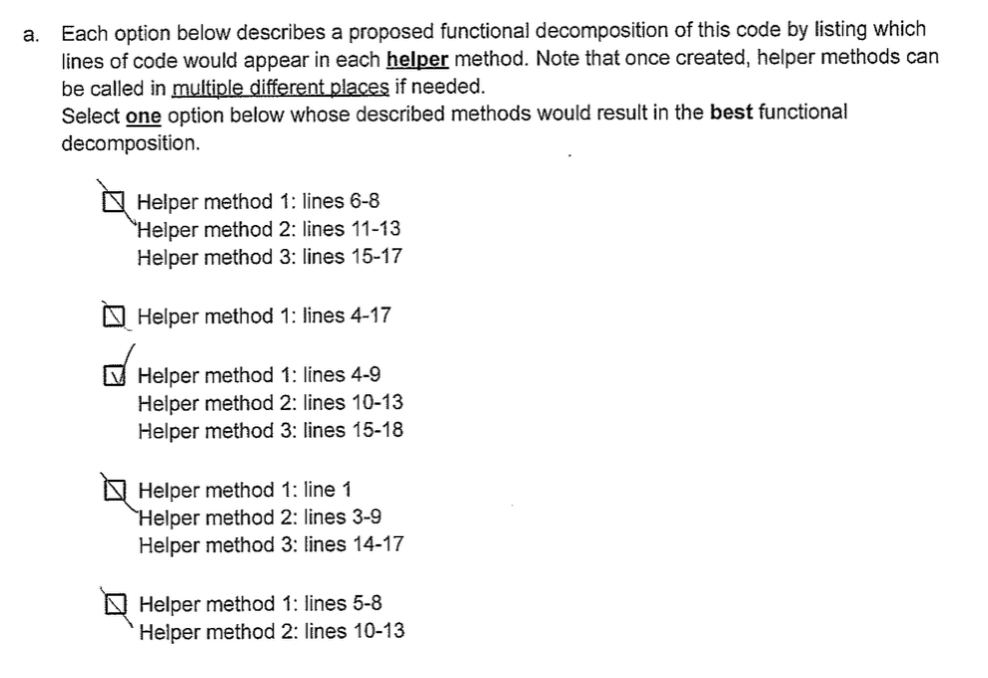 a. Each option below describes a proposed functional decomposition of this code by listing which
lines of code would appear in each helper method. Note that once created, helper methods can
be called in multiple different places if needed.
Select one option below whose described methods would result in the best functional
decomposition.
Helper method 1: lines 6-8
Helper method 2: lines 11-13
Helper method 3: lines 15-17
Helper method 1: lines 4-17
Helper method 1: lines 4-9
Helper method 2: lines 10-13
Helper method 3: lines 15-18
Helper method 1: line 1
Helper method 2: lines 3-9
Helper method 3: lines 14-17
Helper method 1: lines 5-8
Helper method 2: lines 10-13